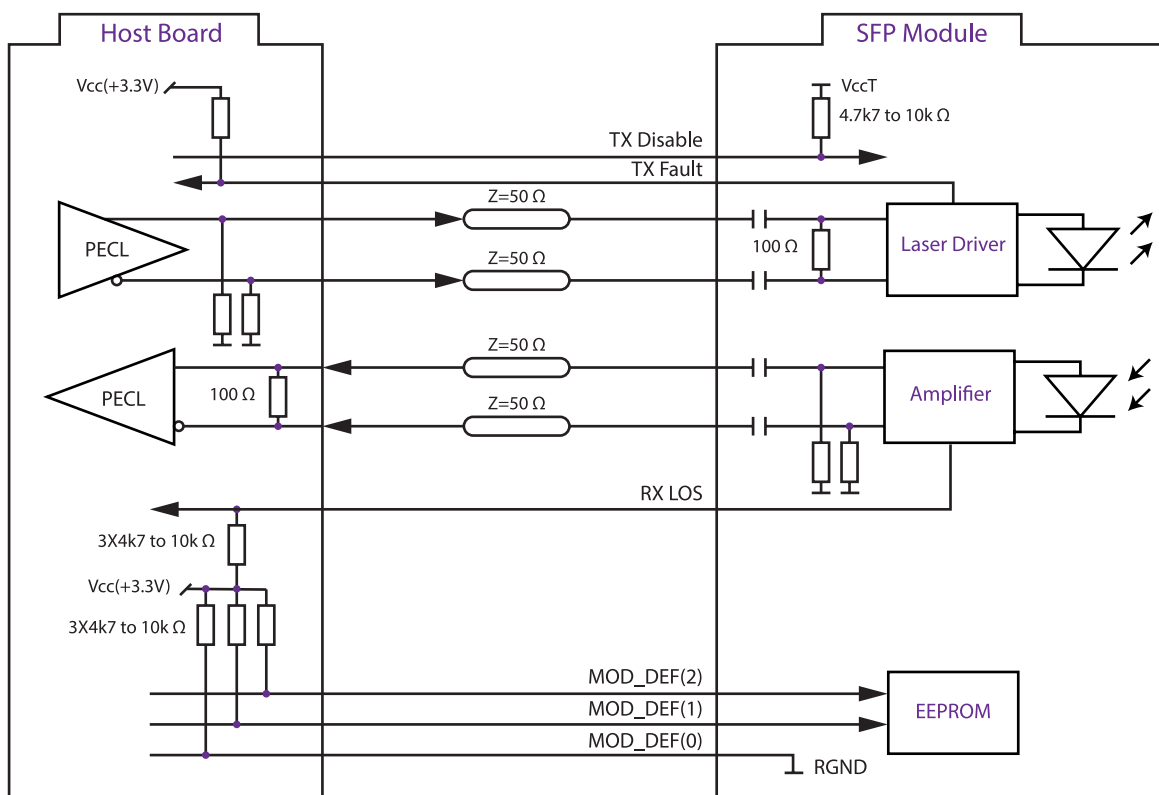 Host Board
SFP Module
Vcc(+3.3V)
VccT
4.7k7 to 10k Ω
TX Disable
TX Fault
Z=50 Ω
PECL
100 Ω
Laser Driver
Z=50 Ω
Z=50 Ω
100 Ω
PECL
Amplifier
Z=50 Ω
RX LOS
3X4k7 to 10k Ω
Vcc(+3.3V)
3X4k7 to 10k Ω
MOD_DEF(2)
MOD_DEF(1)
EEPROM
MOD_DEF(0)
RGND